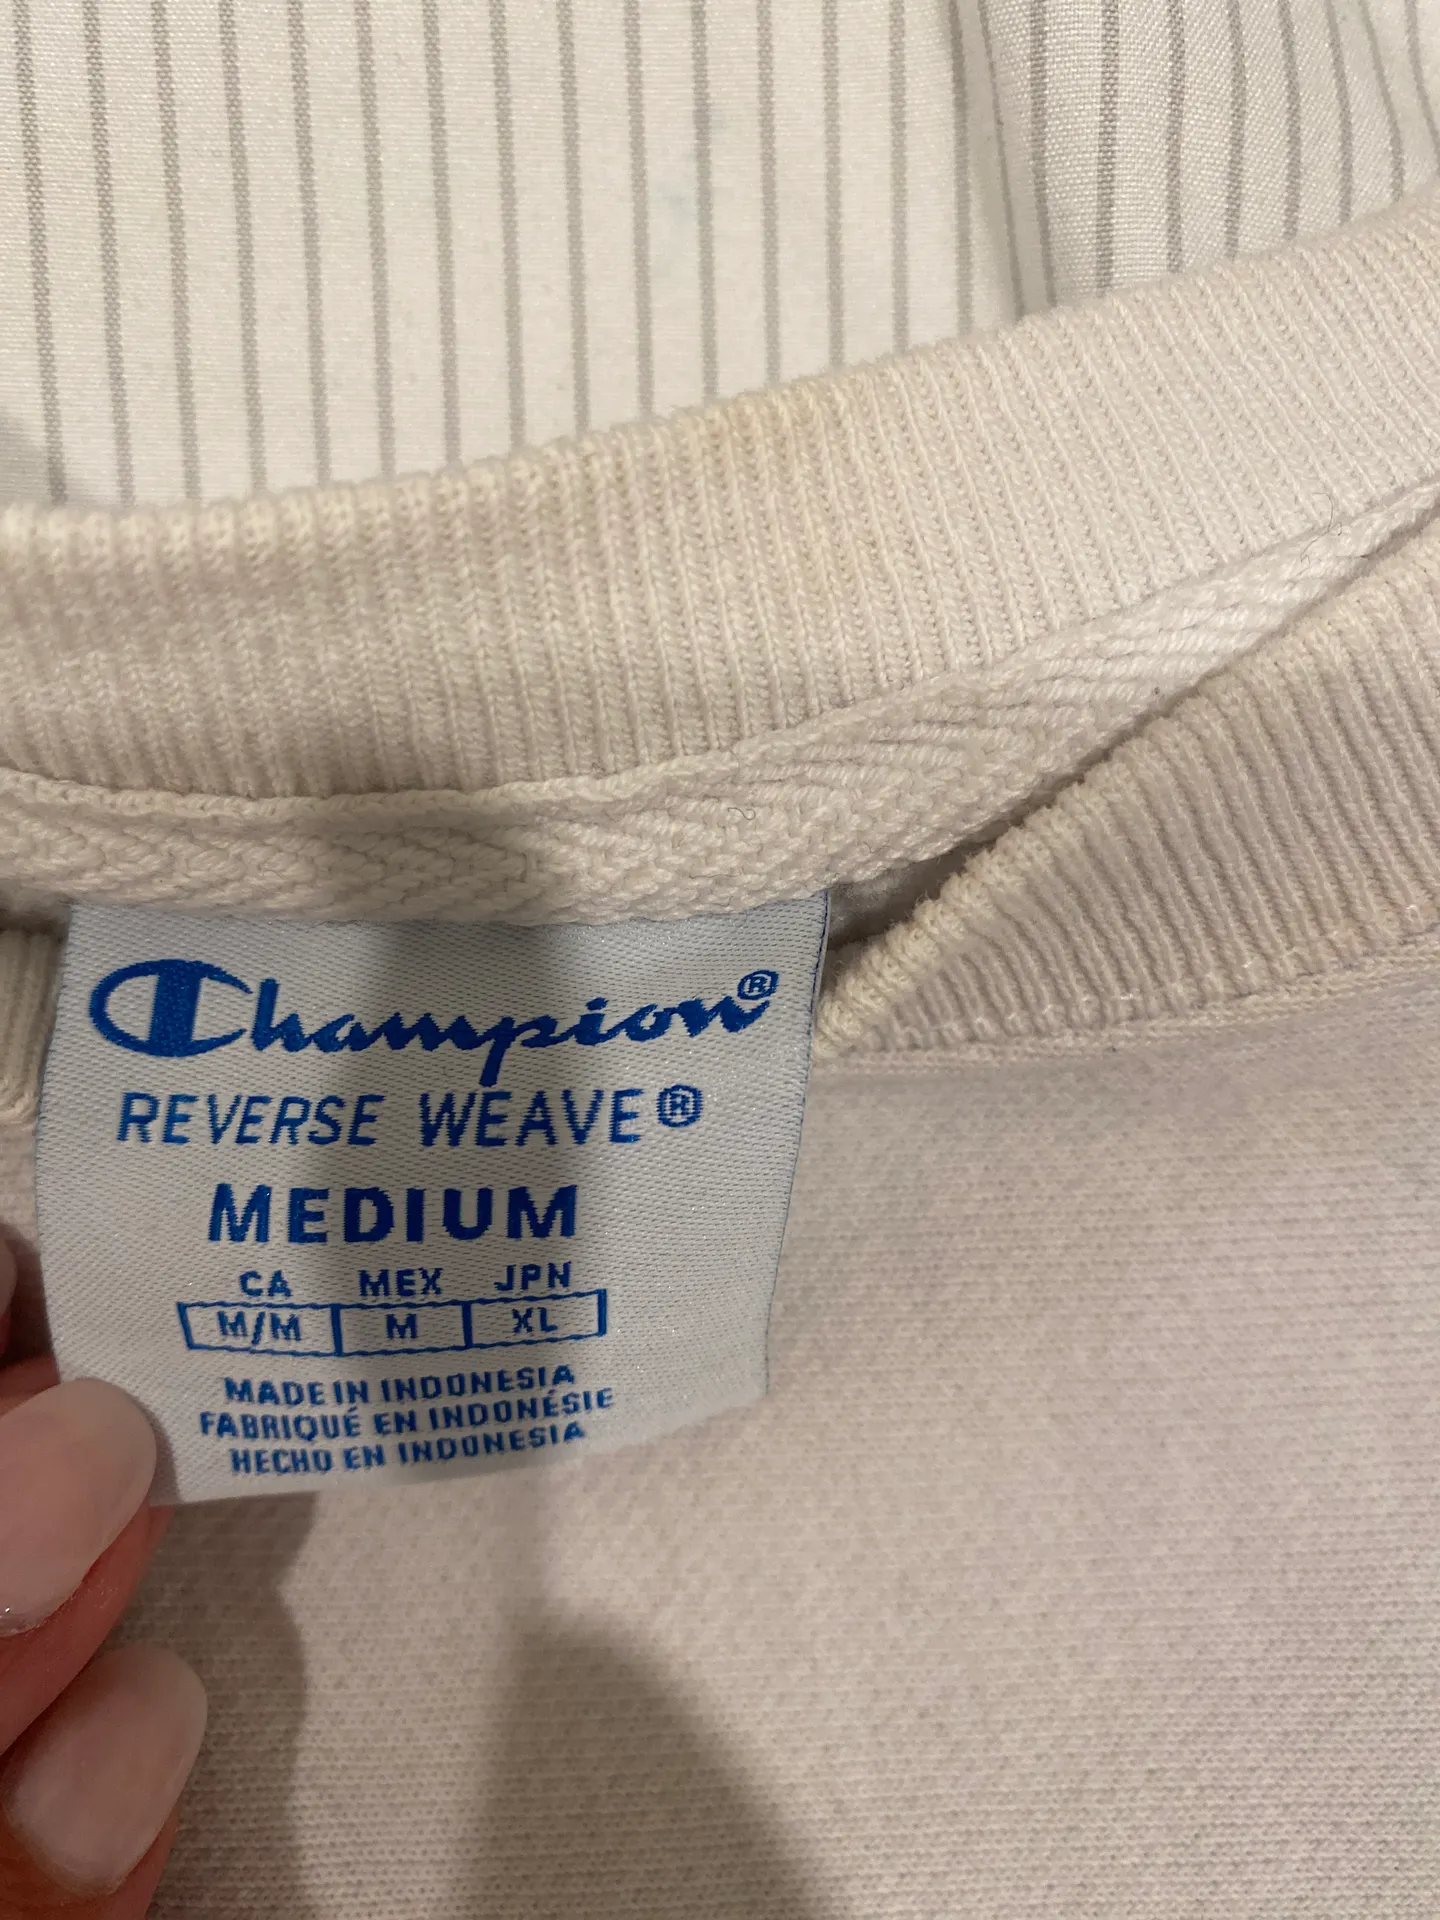 Champion®
REVERSE WEAVE®
MEDIUM
CA MEX JPN
M/M M XL
MADE IN INDONESIA
FABRIQUÉ EN INDONÉSIE
HECHO EN INDONESIA